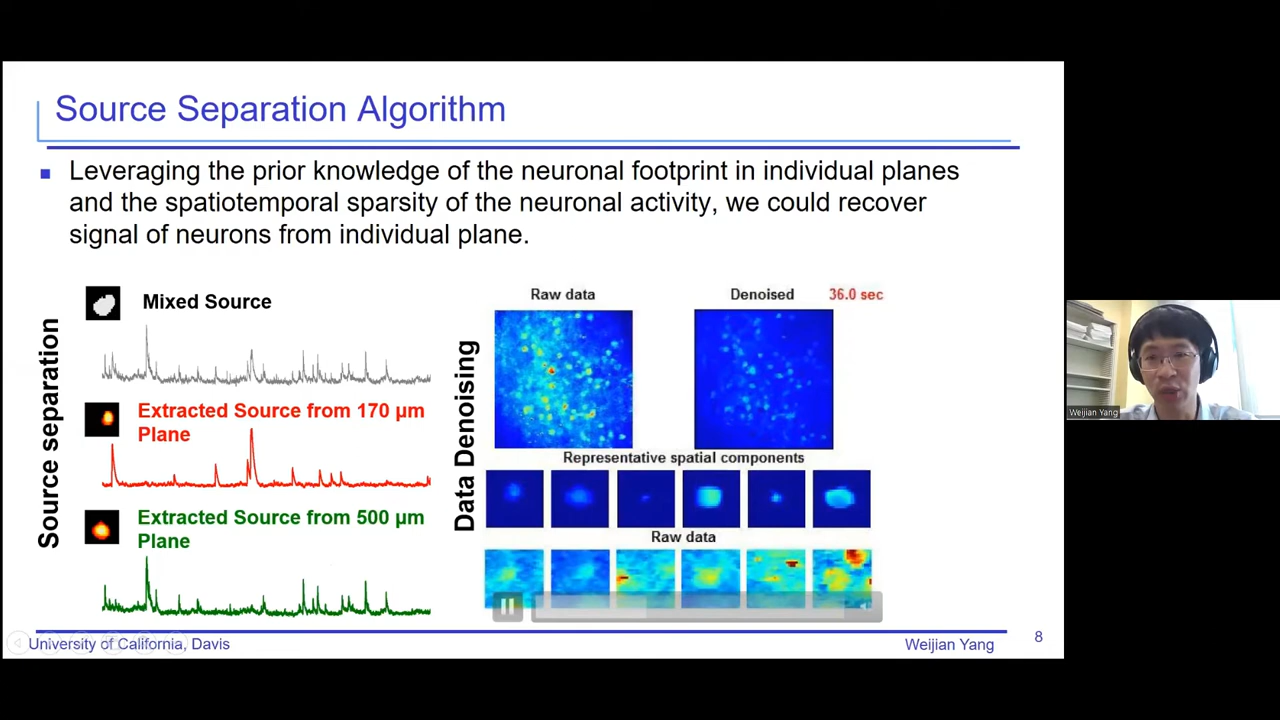 Source Separation Algorithm
Leveraging the prior knowledge of the neuronal footprint in individual planes
and the spatiotemporal sparsity of the neuronal activity, we could recover
signal of neurons from individual plane.
Source separation
Mixed Source
Extracted Source from 170 µm
Plane
Extracted Source from 500 µm
Plane
Data Denoising
Raw data
Denoised
36.0 sec
Representative spatial components
Raw data
University of California, Davis
Weijian Yang
8
Weijian Yang